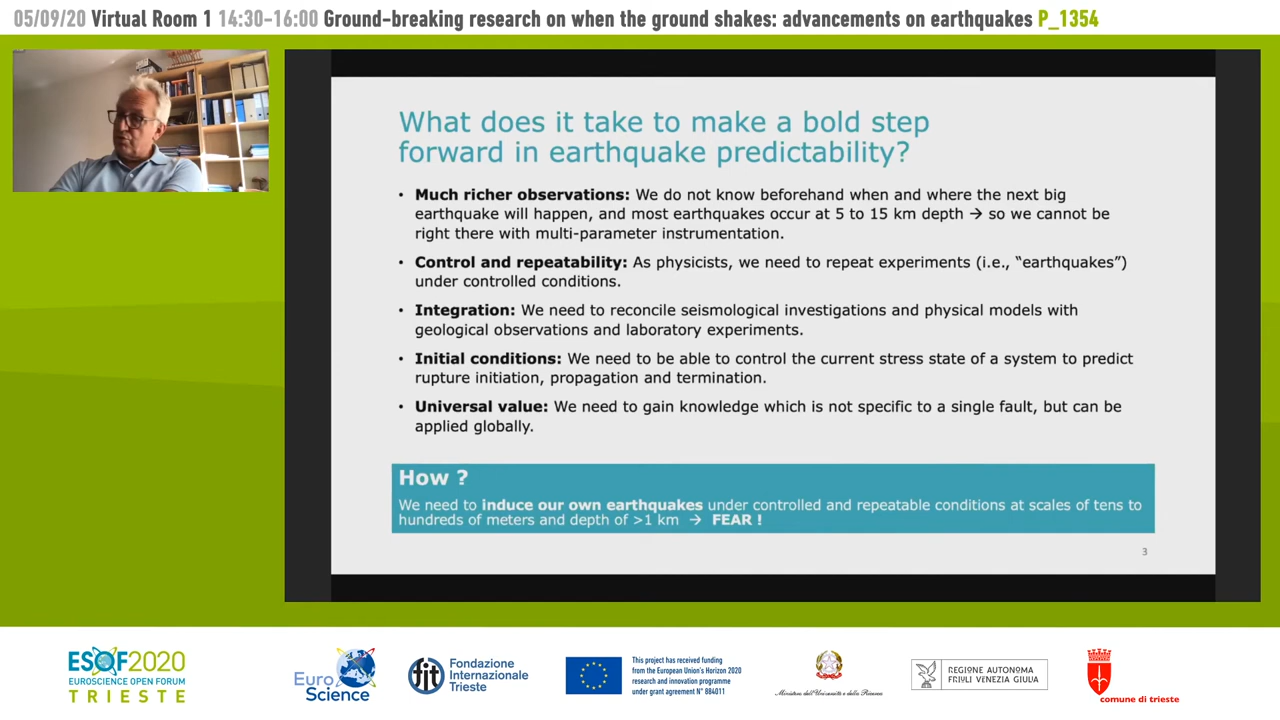 05/09/20 Virtual Room 1 14:30-16:00 Ground-breaking research on when the ground shakes: advancements on earthquakes P_1354
What does it take to make a bold step
forward in earthquake predictability?
• Much richer observations: We do not know beforehand when and where the next big
earthquake will happen, and most earthquakes occur at 5 to 15 km depth → so we cannot be
right there with multi-parameter instrumentation.
• Control and repeatability: As physicists, we need to repeat experiments (i.e., “earthquakes”)
under controlled conditions.
• Integration: We need to reconcile seismological investigations and physical models with
geological observations and laboratory experiments.
• Initial conditions: We need to be able to control the current stress state of a system to predict
rupture initiation, propagation and termination.
• Universal value: We need to gain knowledge which is not specific to a single fault, but can be
applied globally.
How ?
We need to induce our own earthquakes under controlled and repeatable conditions at scales of tens to
hundreds of meters and depth of >1 km → FEAR !
3
ESOF2020
EUROSCIENCE OPEN FORUM
TRIESTE
Euro
Science
fit
Fondazione
Internazionale
Trieste
This project has received funding
from the European Union's Horizon 2020
research and innovation programme
under grant agreement N° 884011
Ministero dell'Università e della Ricerca
REGIONE AUTONOMA
FRIULI VENEZIA GIULIA
comune di trieste